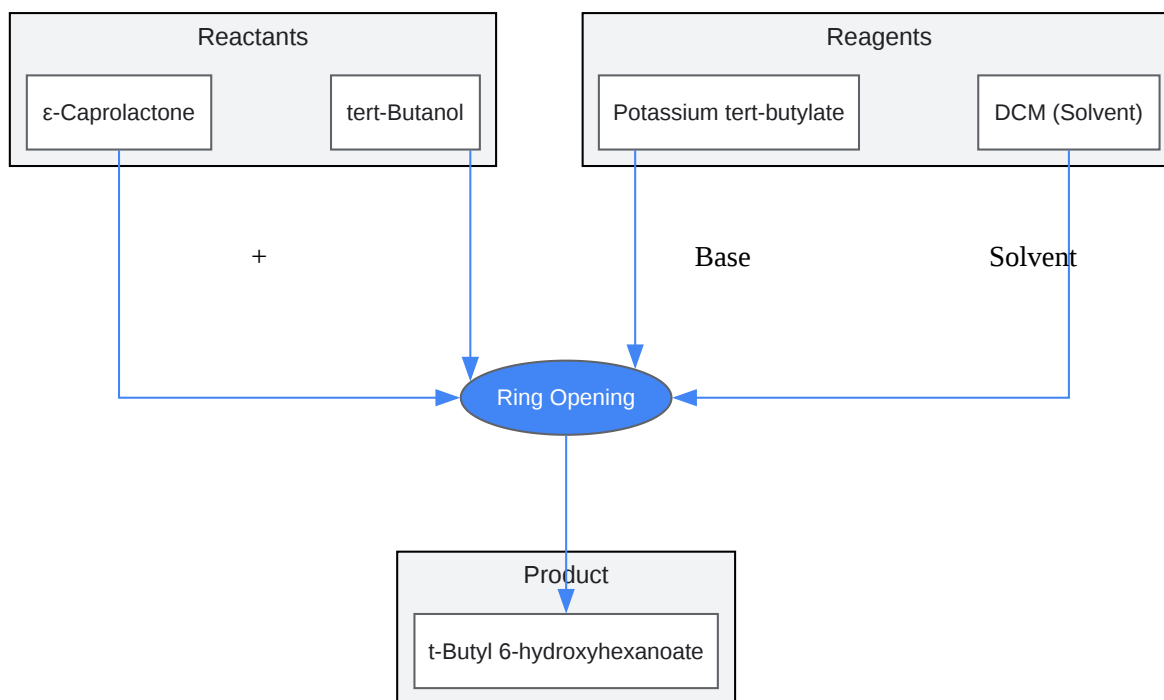 Reactants
Reagents
ε-Caprolactone
tert-Butanol
Potassium tert-butylate
DCM (Solvent)
+
Base
Solvent
Ring Opening
Product
t-Butyl 6-hydroxyhexanoate